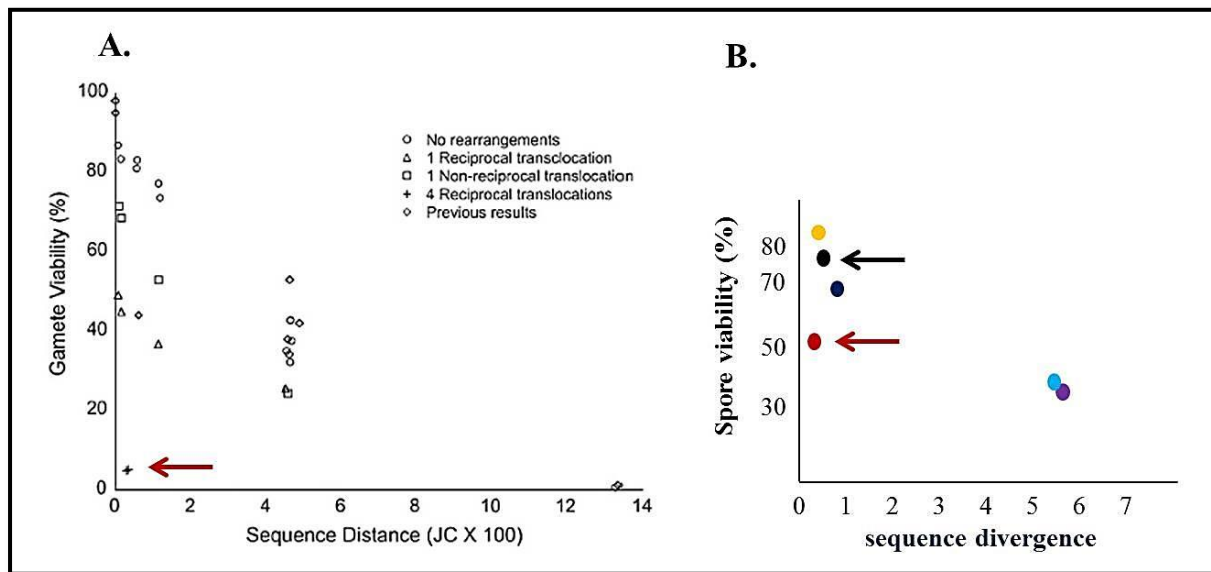 A.
100
80
60
40
20
0
Gamete Viability (%)
No rearrangements
1 Reciprocal transclocation
1 Non-reciprocal translocation
4 Reciprocal translocations
Previous results
0 2 4 6 8 10 12 14
Sequence Distance (JC X 100)
B.
Spore viability (%)
80
70
50
30
0 1 2 3 4 5 6 7
sequence divergence